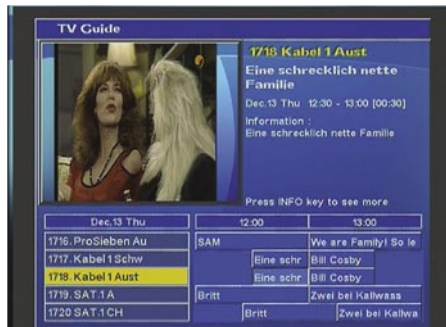 TV Guide
1718 Kabel 1 Aust
Eine schrecklich nette
Familie
Dec.13 Thu 12:30 - 13:00 [00:30]
Information :
Eine schrecklich nette Familie
Press INFO key to see more
Dec.13 Thu 12:00 13:00
1716. ProSieben Au SAM We are Family! So le
1717. Kabel 1 Schw Eine schr Bill Cosby
1718. Kabel 1 Aust Eine schr Bill Cosby
1719. SAT.1 A Britt Zwei bei Kallwass
1720 SAT.1 CH Britt Zwei bei Kallwa